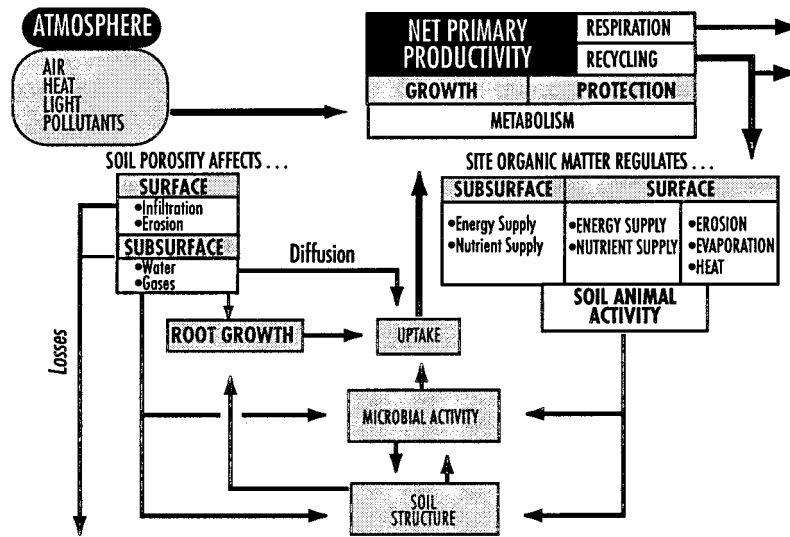 ATMOSPHERE
AIR
HEAT
LIGHT
POLLUTANTS
NET PRIMARY
PRODUCTIVITY
RESPIRATION
RECYCLING
GROWTH
PROTECTION
METABOLISM
SOIL POROSITY AFFECTS . . .
SURFACE
•Infiltration
•Erosion
SUBSURFACE
•Water
•Gases
Diffusion
Losses
ROOT GROWTH
UPTAKE
MICROBIAL ACTIVITY
SOIL
STRUCTURE
SITE ORGANIC MATTER REGULATES . . .
SUBSURFACE
•Energy Supply
•Nutrient Supply
SURFACE
•ENERGY SUPPLY
•NUTRIENT SUPPLY
•EROSION
•EVAPORATION
•HEAT
SOIL ANIMAL
ACTIVITY